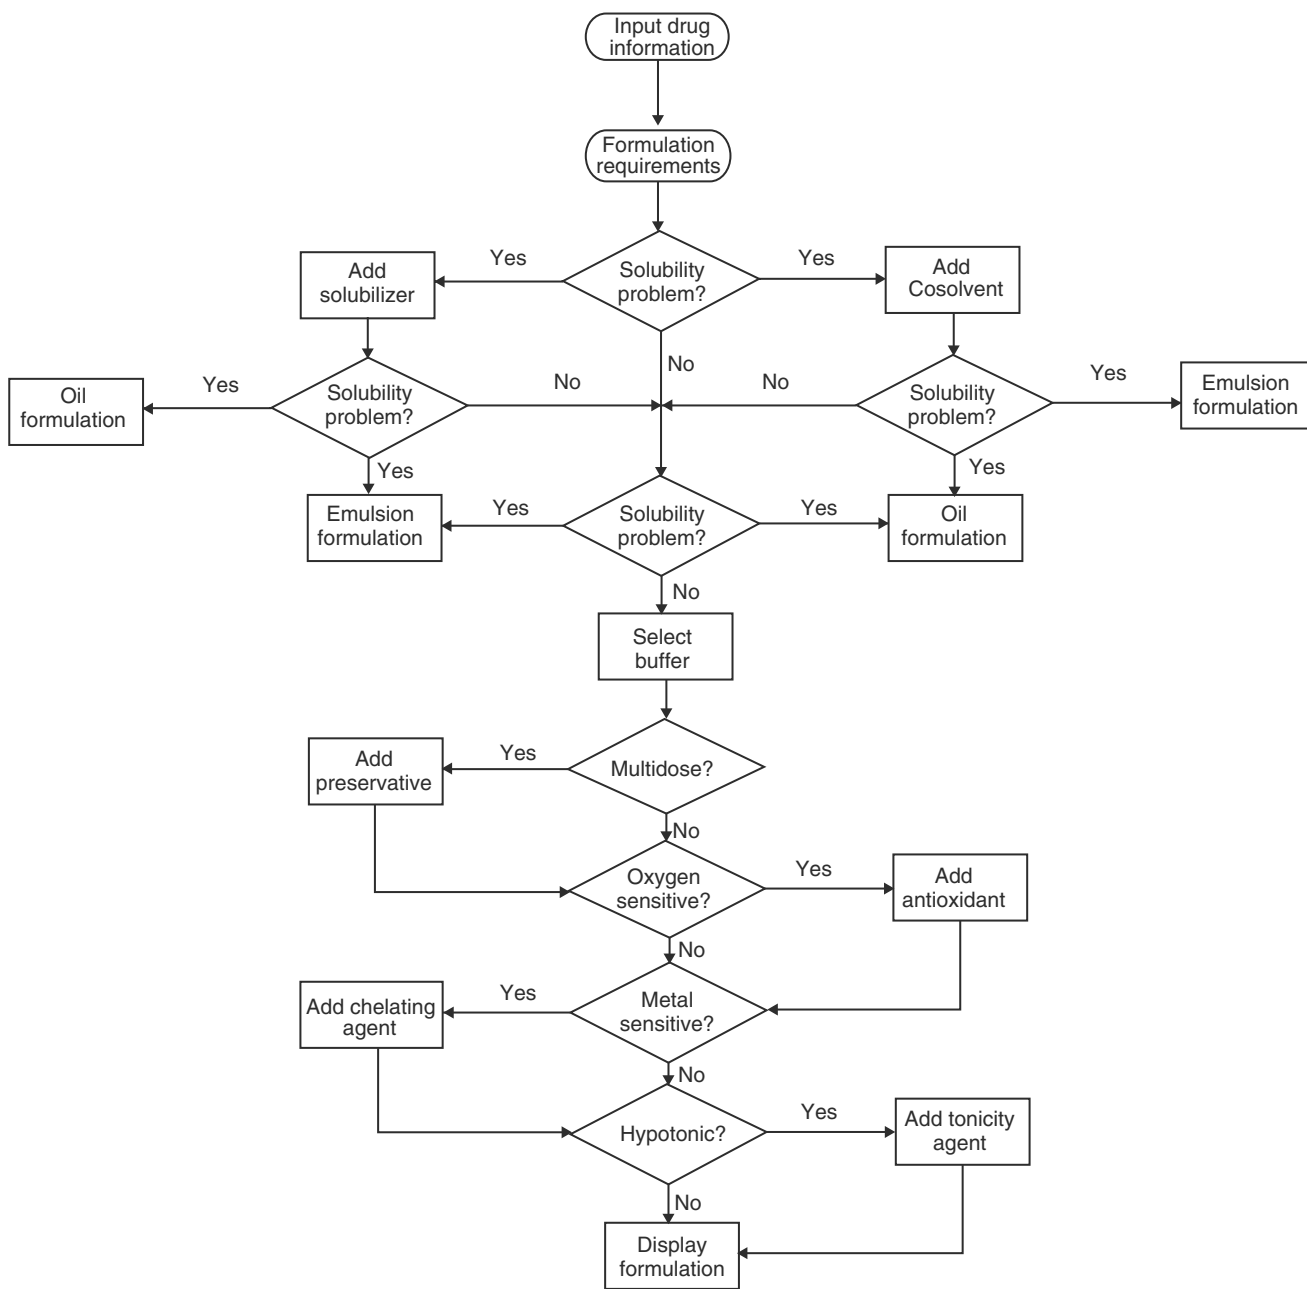 Input drug
information
Formulation
requirements
Yes
Solubility
problem?
Yes
Add
solubilizer
Add
Cosolvent
No
Oil
formulation
Yes
Solubility
problem?
No
No
Solubility
problem?
Yes
Emulsion
formulation
Yes
Yes
Emulsion
formulation
Yes
Solubility
problem?
Yes
Oil
formulation
No
Select
buffer
Add
preservative
Yes
Multidose?
No
Oxygen
sensitive?
Yes
Add
antioxidant
No
Add chelating
agent
Yes
Metal
sensitive?
No
Hypotonic?
Yes
Add tonicity
agent
No
Display
formulation